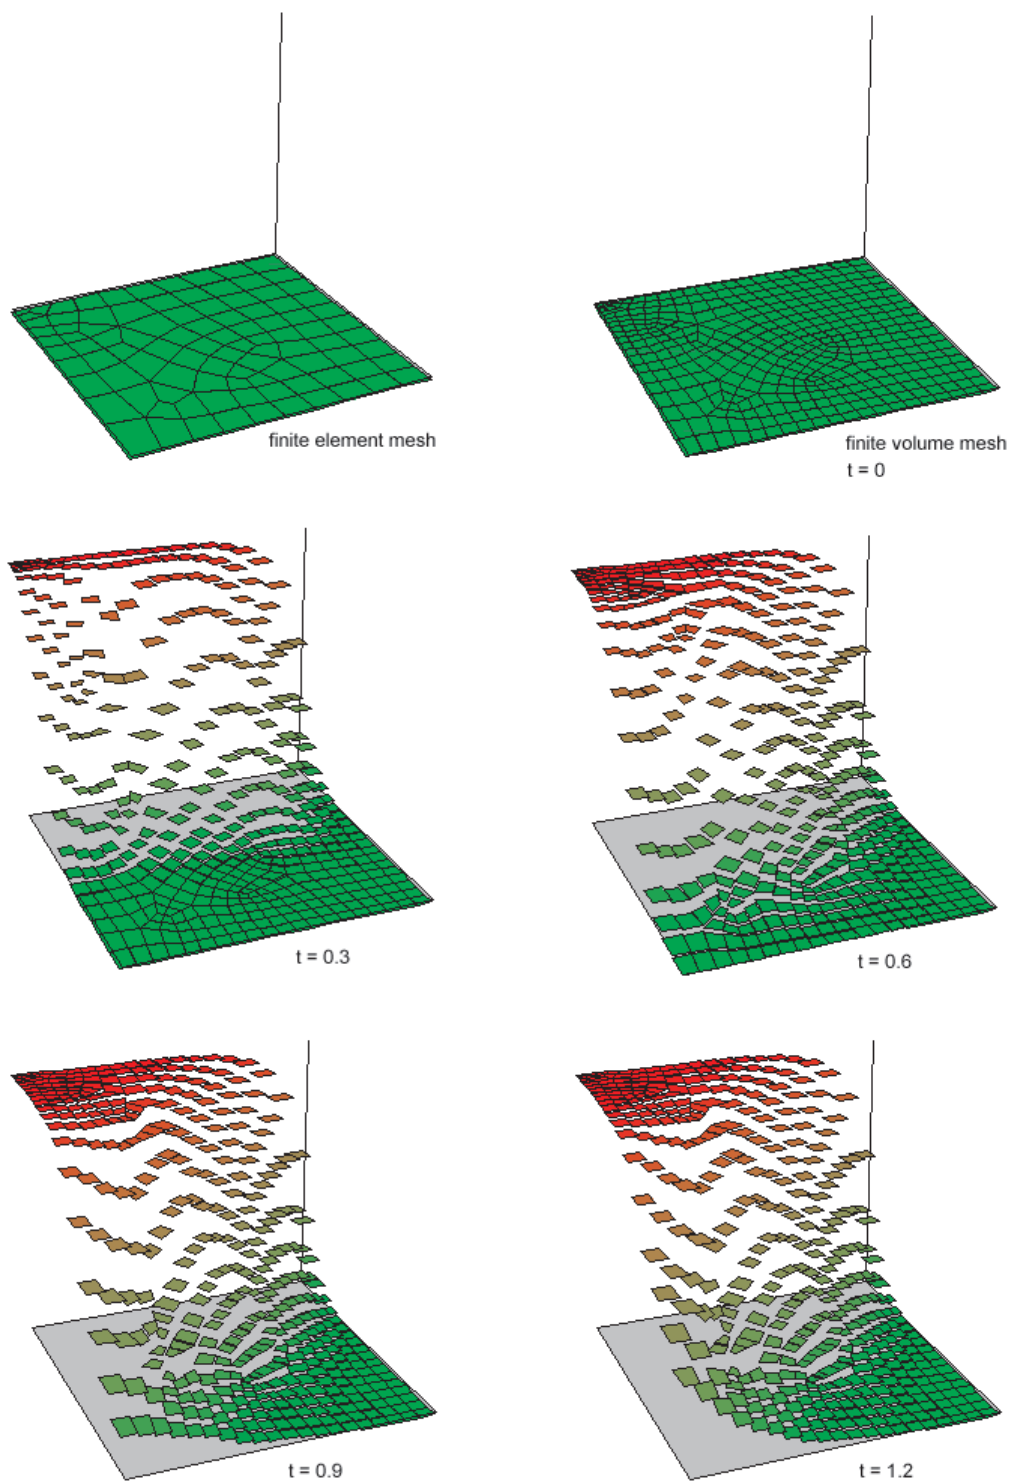 finite element mesh
finite volume mesh
t = 0
t = 0.3
t = 0.6
t = 0.9
t = 1.2